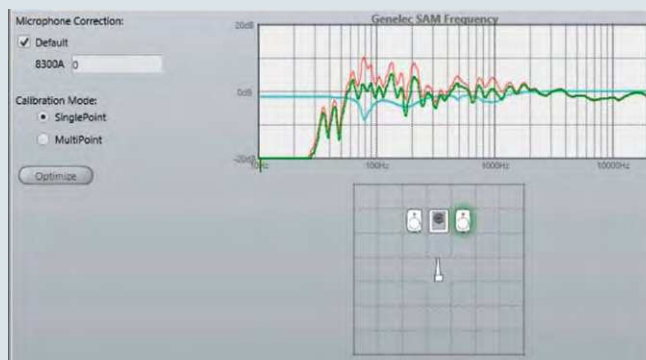 Microphone Correction:
Default
8300A 0
Calibration Mode:
SinglePoint
MultiPoint
Optimize
Genelec SAM Frequency
20dB
0dB
-20dB
100Hz
1000Hz
10000Hz